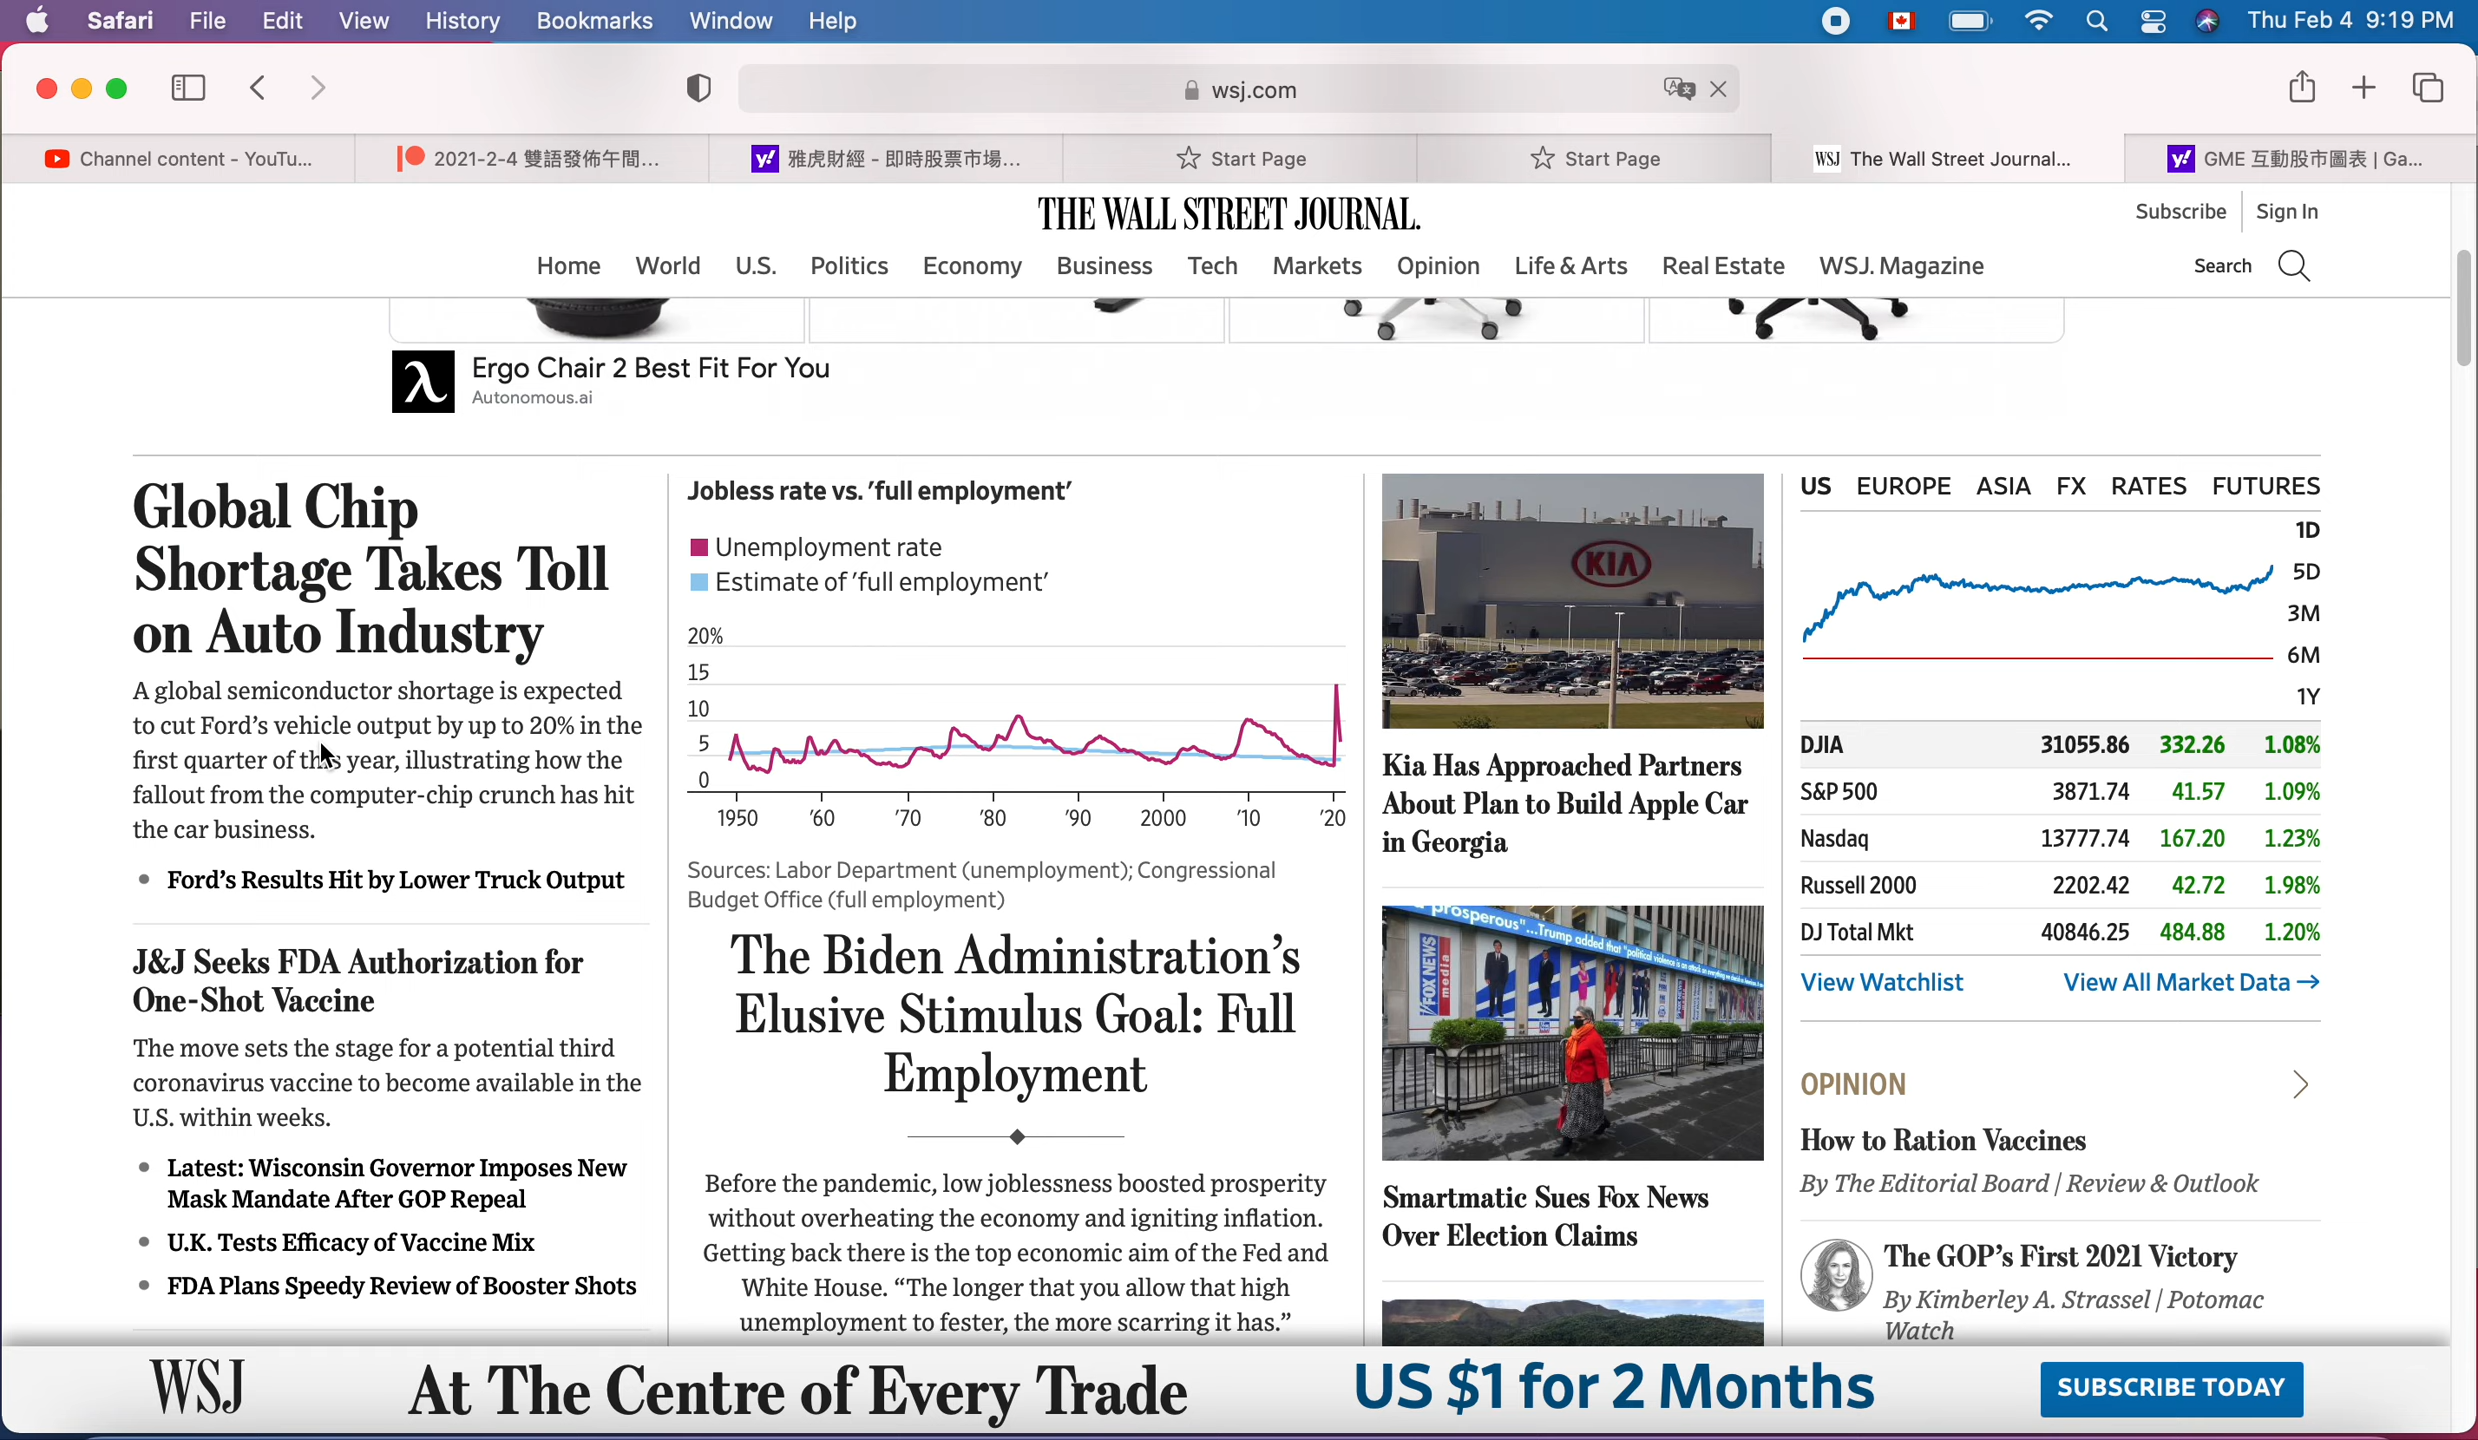 Safari File Edit View History Bookmarks Window Help Thu Feb 4 9:19 PM
wsj.com
Channel content - YouTu...
2021-2-4 雙語發佈午間...
雅虎財經 - 即時股票市場...
Start Page
Start Page
WSJ The Wall Street Journal...
y! GME 互動股市圖表 | Ga...
THE WALL STREET JOURNAL.
Subscribe Sign In
Home World U.S. Politics Economy Business Tech Markets Opinion Life & Arts Real Estate WSJ. Magazine Search
Ergo Chair 2 Best Fit For You
Autonomous.ai
Global Chip
Shortage Takes Toll
on Auto Industry
A global semiconductor shortage is expected
to cut Ford's vehicle output by up to 20% in the
first quarter of this year, illustrating how the
fallout from the computer-chip crunch has hit
the car business.
• Ford's Results Hit by Lower Truck Output
J&J Seeks FDA Authorization for
One-Shot Vaccine
The move sets the stage for a potential third
coronavirus vaccine to become available in the
U.S. within weeks.
• Latest: Wisconsin Governor Imposes New
Mask Mandate After GOP Repeal
• U.K. Tests Efficacy of Vaccine Mix
• FDA Plans Speedy Review of Booster Shots
Jobless rate vs. 'full employment'
Unemployment rate
Estimate of 'full employment'
20%
15
10
5
0
1950 '60 '70 '80 '90 2000 '10 '20
Sources: Labor Department (unemployment); Congressional
Budget Office (full employment)
The Biden Administration's
Elusive Stimulus Goal: Full
Employment
Before the pandemic, low joblessness boosted prosperity
without overheating the economy and igniting inflation.
Getting back there is the top economic aim of the Fed and
White House. “The longer that you allow that high
unemployment to fester, the more scarring it has.”
KIA
Kia Has Approached Partners
About Plan to Build Apple Car
in Georgia
prosperous"...Trump added that "political violence is an attack on everything we
FOX NEWS
media
Smartmatic Sues Fox News
Over Election Claims
US EUROPE ASIA FX RATES FUTURES
1D
5D
3M
6M
1Y
DJIA 31055.86 332.26 1.08%
S&P 500 3871.74 41.57 1.09%
Nasdaq 13777.74 167.20 1.23%
Russell 2000 2202.42 42.72 1.98%
DJ Total Mkt 40846.25 484.88 1.20%
View Watchlist View All Market Data →
OPINION
How to Ration Vaccines
By The Editorial Board | Review & Outlook
The GOP's First 2021 Victory
By Kimberley A. Strassel | Potomac
Watch
WSJ At The Centre of Every Trade US $1 for 2 Months SUBSCRIBE TODAY